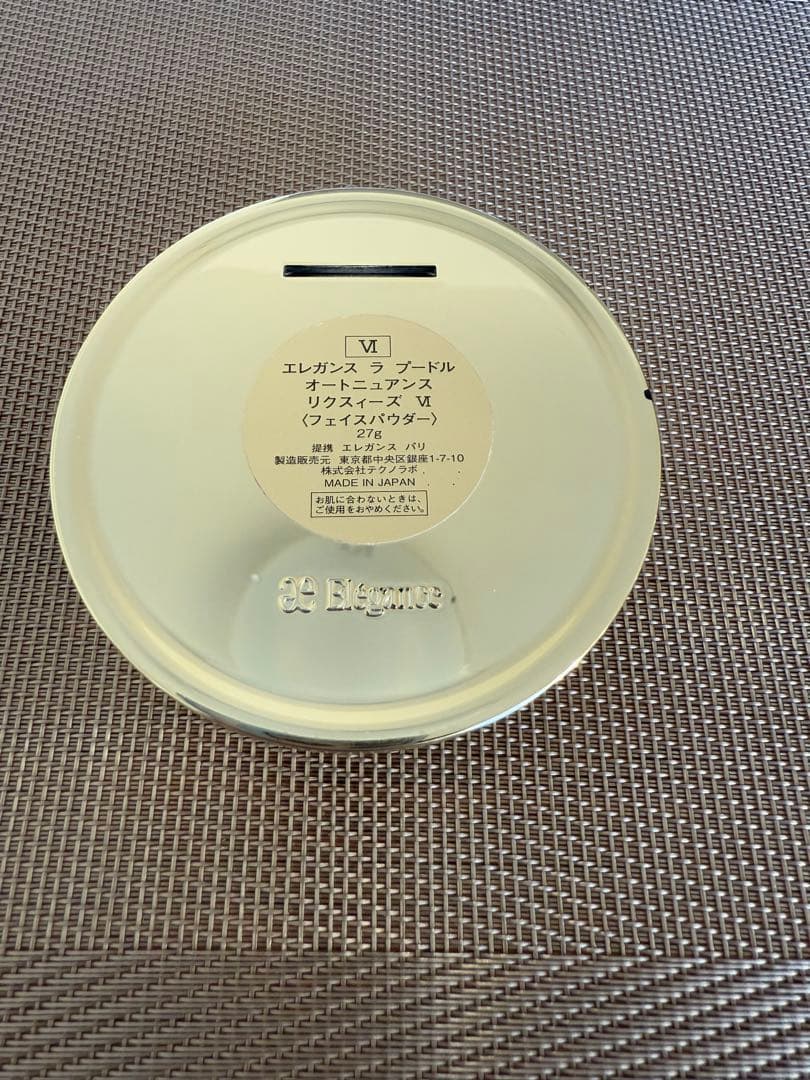 Ⅵ
エレガンス ラ プードル
オートニュアンス
リクスィーズ Ⅵ
〈フェイスパウダー〉
27g
提携 エレガンス パリ
製造販売元 東京都中央区銀座1-7-10
株式会社テクノラボ
MADE IN JAPAN
お肌に合わないときは、
ご使用をおやめください。
æ Elégance